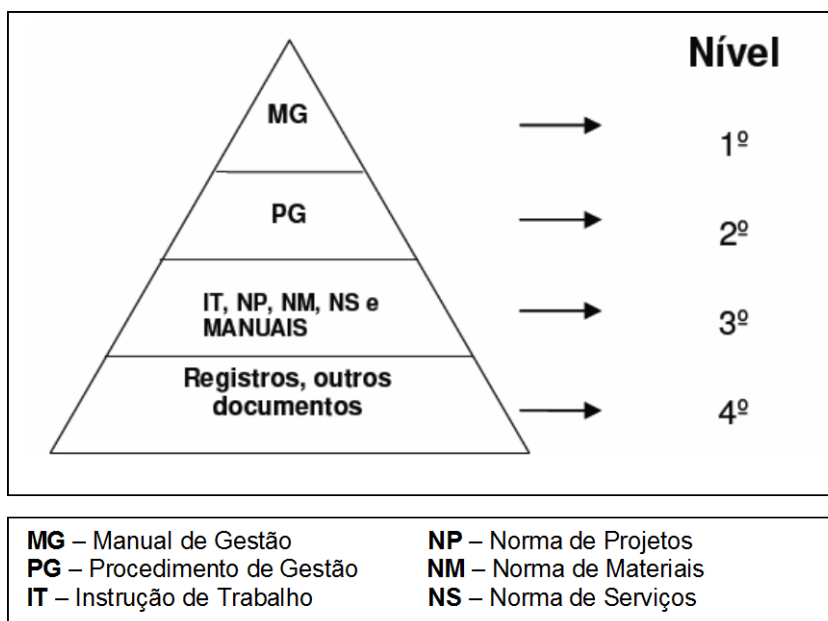 Nível
MG
1º
PG
2º
IT, NP, NM, NS e
MANUAIS
3º
Registros, outros
documentos
4º
MG – Manual de Gestão
PG – Procedimento de Gestão
IT – Instrução de Trabalho
NP – Norma de Projetos
NM – Norma de Materiais
NS – Norma de Serviços